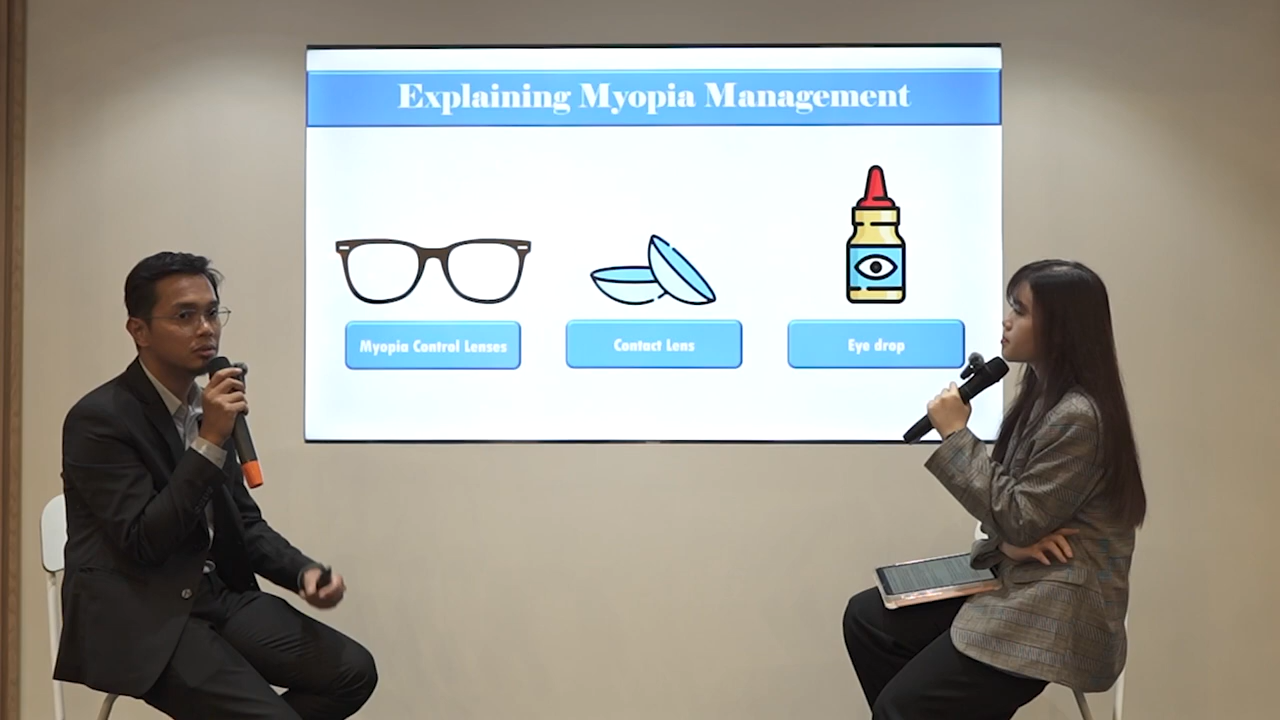 Explaining Myopia Management
Myopia Control Lenses
Contact Lens
Eye drop